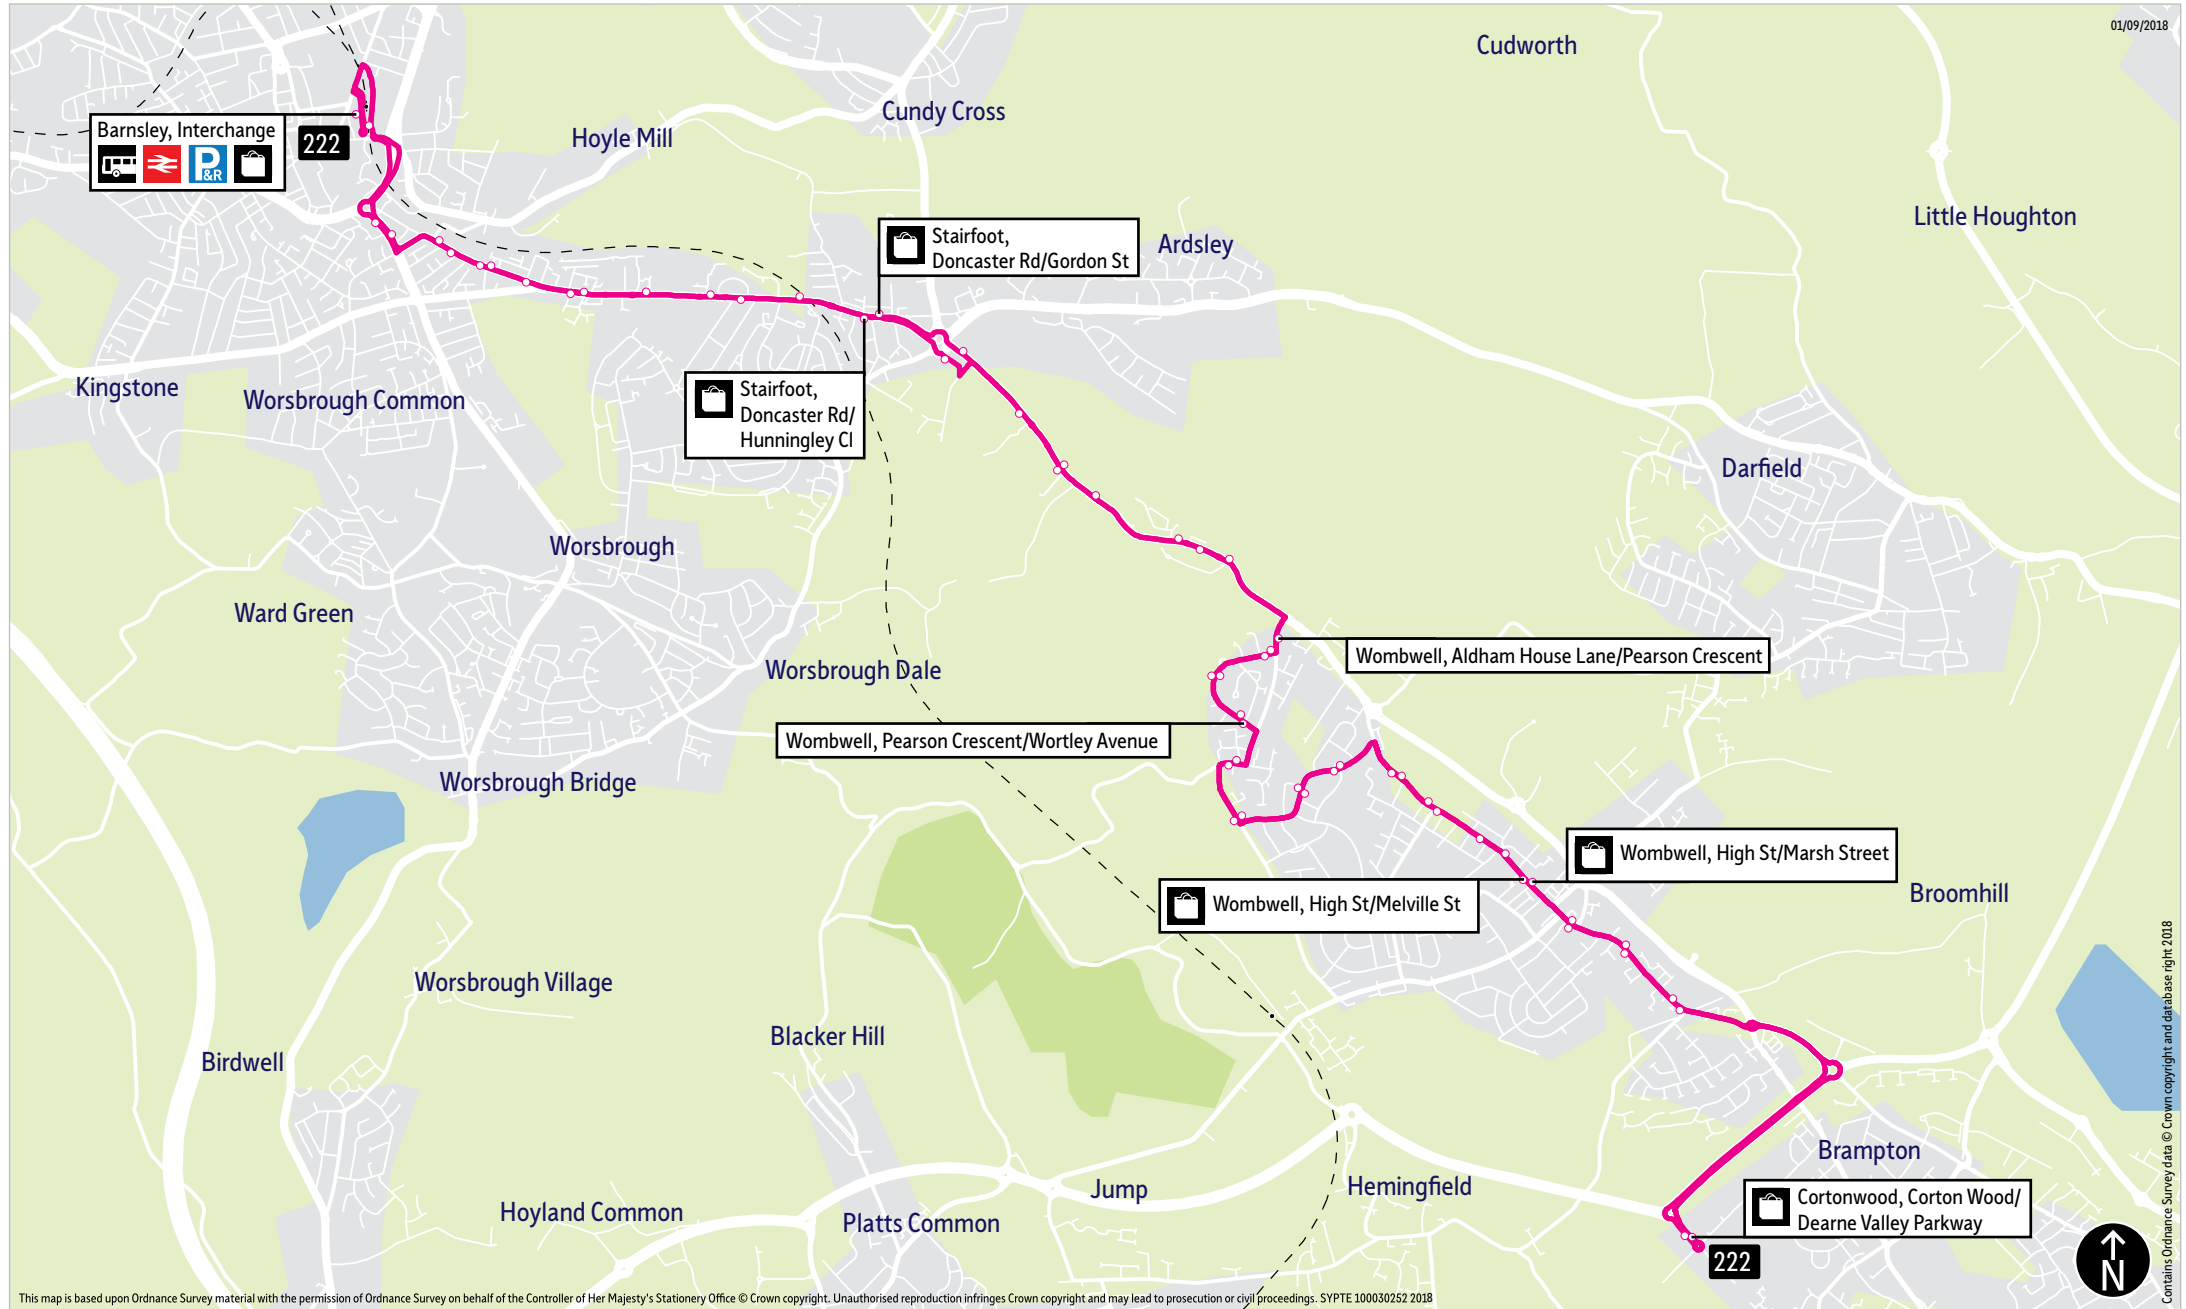 01/09/2018
Cudworth
Cundy Cross
Barnsley, Interchange
P
&R
222
Hoyle Mill
Little Houghton
Stairfoot,
Doncaster Rd/Gordon St
Ardsley
Kingstone
Worsbrough Common
Stairfoot,
Doncaster Rd/
Hunningley Cl
Darfield
Worsbrough
Ward Green
Worsbrough Dale
Wombwell, Aldham House Lane/Pearson Crescent
Wombwell, Pearson Crescent/Wortley Avenue
Worsbrough Bridge
Wombwell, High St/Marsh Street
Wombwell, High St/Melville St
Broomhill
Worsbrough Village
Blacker Hill
Birdwell
Brampton
Jump
Hemingfield
Hoyland Common
Platts Common
Cortonwood, Corton Wood/
Dearne Valley Parkway
222
N
Contains Ordnance Survey data © Crown copyright and database right 2018
This map is based upon Ordnance Survey material with the permission of Ordnance Survey on behalf of the Controller of Her Majesty's Stationery Office © Crown copyright. Unauthorised reproduction infringes Crown copyright and may lead to prosecution or civil proceedings. SYPTE 100030252 2018